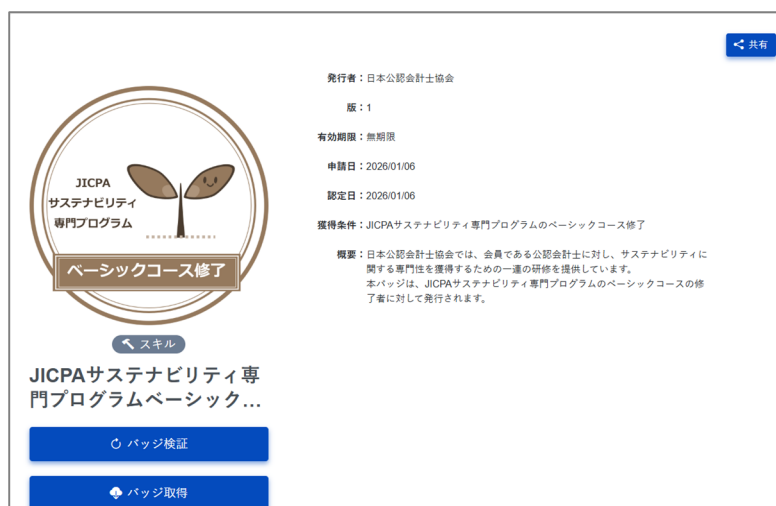 共有
JICPA
サステナビリティ
専門プログラム
ベーシックコース修了
スキル
JICPAサステナビリティ専
門プログラムベーシック...
バッジ検証
バッジ取得
発行者：日本公認会計士協会
版：1
有効期限：無期限
申請日：2026/01/06
認定日：2026/01/06
獲得条件：JICPAサステナビリティ専門プログラムのベーシックコース修了
概要：日本公認会計士協会では、会員である公認会計士に対し、サステナビリティに
関する専門性を獲得するための一連の研修を提供しています。
本バッジは、JICPAサステナビリティ専門プログラムのベーシックコースの修
了者に対して発行されます。